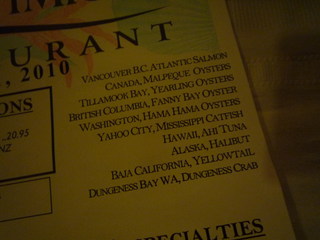 URANT
, 2010
VANCOUVER B.C. ATLANTIC SALMON
CANADA, MALPEQUE OYSTERS
TILLAMOOK BAY, YEARLING OYSTERS
BRITISH COLUMBIA, FANNY BAY OYSTER
WASHINGTON, HAMA HAMA OYSTERS
YAHOO CITY, MISSISSIPPI CATFISH
HAWAII, AHI TUNA
ALASKA, HALIBUT
BAJA CALIFORNIA, YELLOWTAIL
DUNGENESS BAY WA, DUNGENESS CRAB
ONS
..20.95
NZ
SPECIALTIES